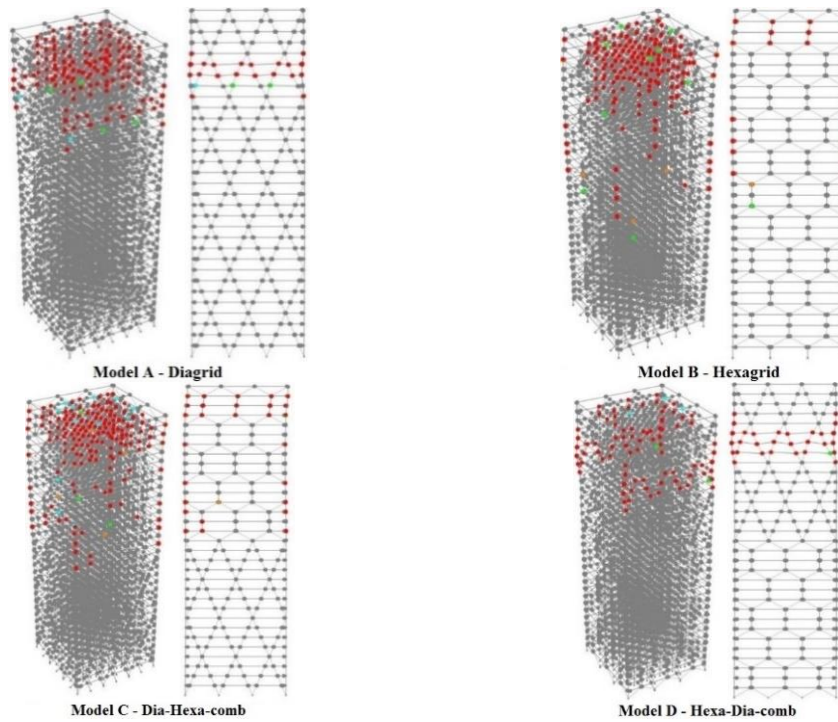 Model A - Diagrid
Model B - Hexagrid
Model C - Dia-Hexa-comb
Model D - Hexa-Dia-comb